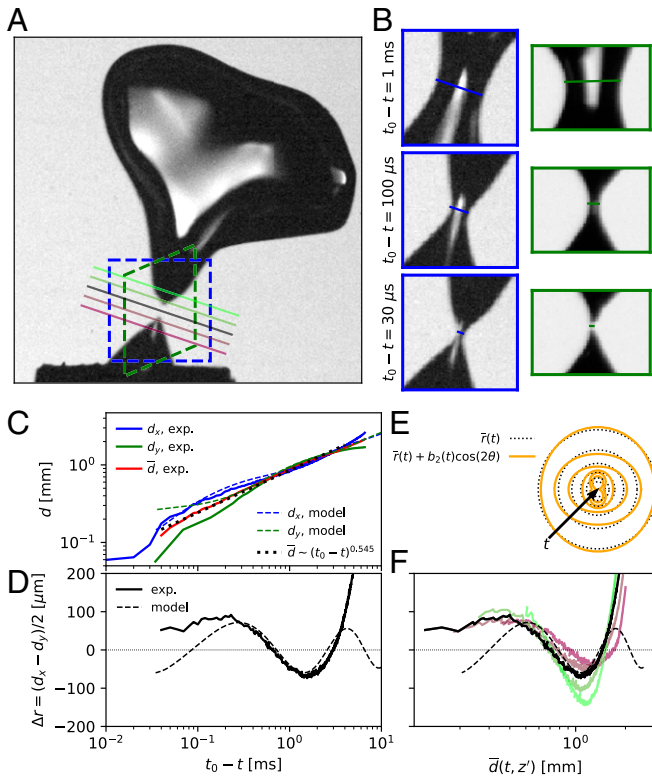 A
B
t₀ − t = 1 ms
t₀ − t = 100 μs
t₀ − t = 30 μs
C
dₓ, exp.
d_y, exp.
d̅, exp.
dₓ, model
d_y, model
d̅ ~ (t₀ − t)^0.545
d [mm]
10⁰
10⁻¹
E
r̅(t)
r̅(t) + b₂(t)cos(2θ)
t
D
exp.
model
Δr = (dₓ − d_y)/2 [μm]
200
100
0
−100
−200
10⁻²
10⁻¹
10⁰
10¹
t₀ − t [ms]
F
10⁰
d̅(t, z′) [mm]